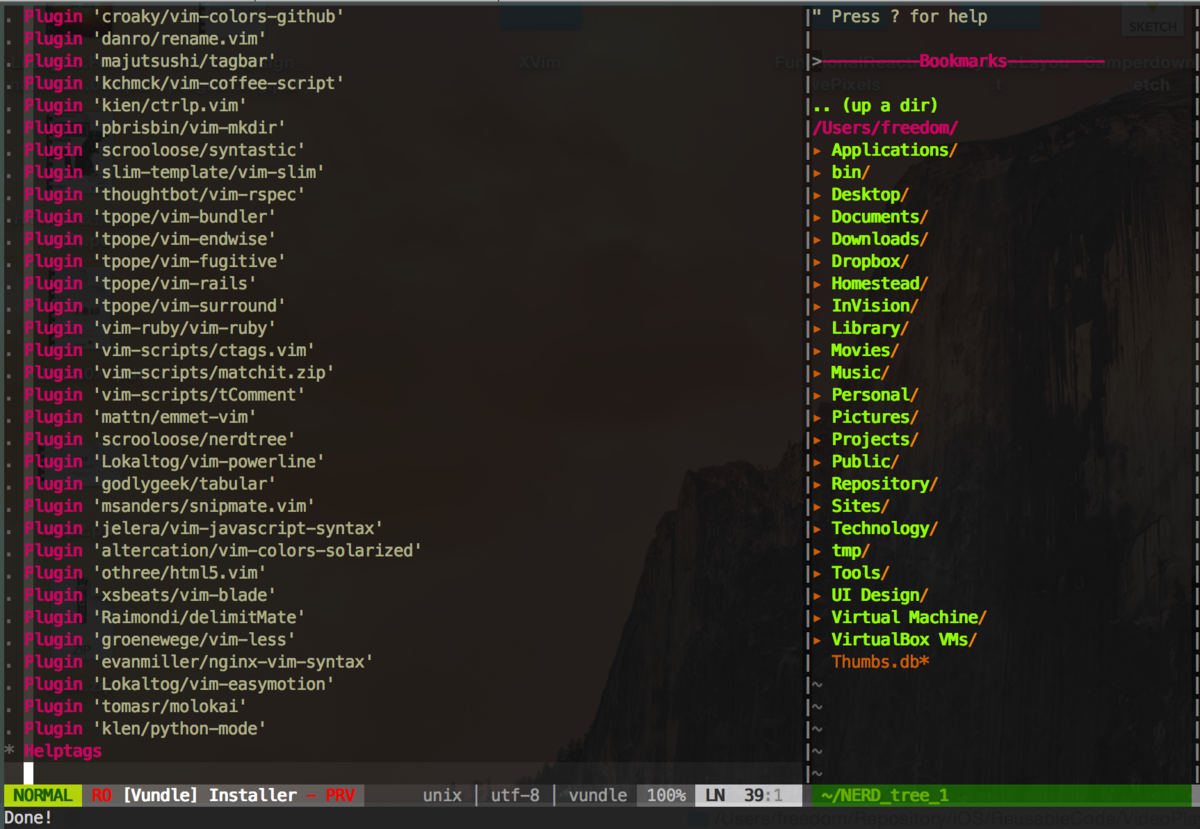 . Plugin 'croaky/vim-colors-github'
. Plugin 'danro/rename.vim'
. Plugin 'majutsushi/tagbar'
. Plugin 'kchmck/vim-coffee-script'
. Plugin 'kien/ctrlp.vim'
. Plugin 'pbrisbin/vim-mkdir'
. Plugin 'scrooloose/syntastic'
. Plugin 'slim-template/vim-slim'
. Plugin 'thoughtbot/vim-rspec'
. Plugin 'tpope/vim-bundler'
. Plugin 'tpope/vim-endwise'
. Plugin 'tpope/vim-fugitive'
. Plugin 'tpope/vim-rails'
. Plugin 'tpope/vim-surround'
. Plugin 'vim-ruby/vim-ruby'
. Plugin 'vim-scripts/ctags.vim'
. Plugin 'vim-scripts/matchit.zip'
. Plugin 'vim-scripts/tComment'
. Plugin 'mattn/emmet-vim'
. Plugin 'scrooloose/nerdtree'
. Plugin 'Lokaltog/vim-powerline'
. Plugin 'godlygeek/tabular'
. Plugin 'msanders/snipmate.vim'
. Plugin 'jelera/vim-javascript-syntax'
. Plugin 'altercation/vim-colors-solarized'
. Plugin 'othree/html5.vim'
. Plugin 'xsbeats/vim-blade'
. Plugin 'Raimondi/delimitMate'
. Plugin 'groenewege/vim-less'
. Plugin 'evanmiller/nginx-vim-syntax'
. Plugin 'Lokaltog/vim-easymotion'
. Plugin 'tomasr/molokai'
. Plugin 'klen/python-mode'
* Helptags
NORMAL RO [Vundle] Installer - PRV unix | utf-8 | vundle 100% LN 39:1
Done!
" Press ? for help
SKETCH
XVim
>----------Bookmarks----------
.. (up a dir)
/Users/freedom/
▸ Applications/
▸ bin/
▸ Desktop/
▸ Documents/
▸ Downloads/
▸ Dropbox/
▸ Homestead/
▸ InVision/
▸ Library/
▸ Movies/
▸ Music/
▸ Personal/
▸ Pictures/
▸ Projects/
▸ Public/
▸ Repository/
▸ Sites/
▸ Technology/
▸ tmp/
▸ Tools/
▸ UI Design/
▸ Virtual Machine/
▸ VirtualBox VMs/
Thumbs.db*
~
~
~
~
~
~/NERD_tree_1
/Users/freedom/Repository/iOS/ReusableCode/